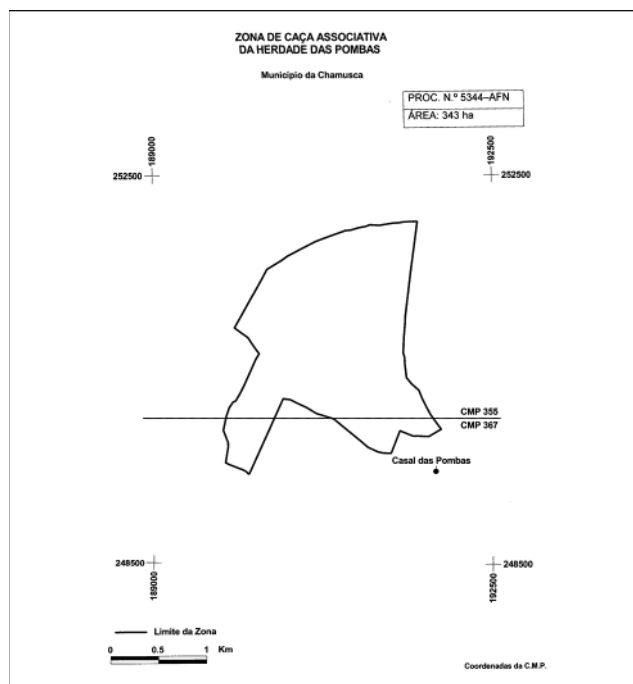 ZONA DE CAÇA ASSOCIATIVA
DA HERDADE DAS POMBAS
Município da Chamusca
PROC. N.º 5344–AFN
ÁREA: 343 ha
189000
192500
252500
252500
CMP 355
CMP 367
Casal das Pombas
248500
248500
189000
192500
Limite da Zona
0 0.5 1 Km
Coordenadas da C.M.P.